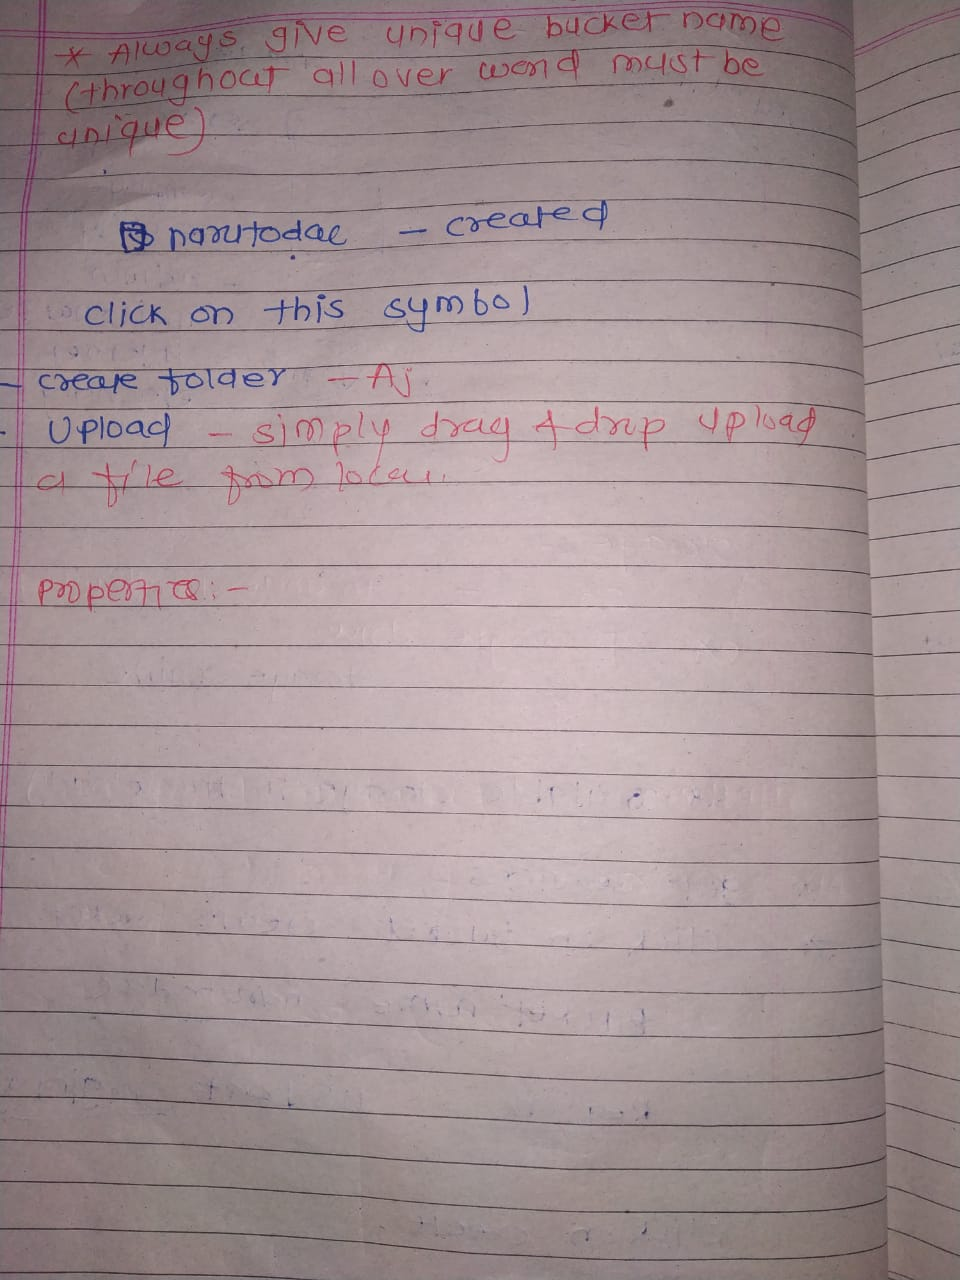 * Always give unique bucket name
(throughout all over world must be
unique)
narutodae - created
click on this symbol
- create folder - Aj
- Upload - simply drag & drop upload
a file from local.
Properties :-